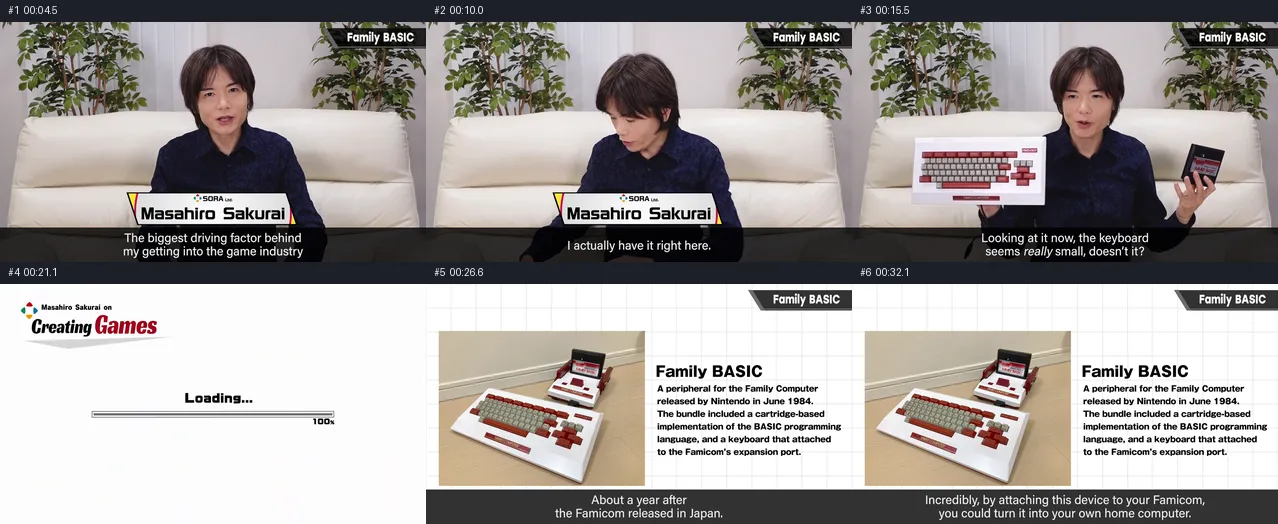 #1 00:04.5
Family BASIC
SORA Ltd.
Masahiro Sakurai
The biggest driving factor behind
my getting into the game industry
#2 00:10.0
Family BASIC
SORA Ltd.
Masahiro Sakurai
I actually have it right here.
#3 00:15.5
Family BASIC
Looking at it now, the keyboard
seems really small, doesn't it?
#4 00:21.1
Masahiro Sakurai on
Creating Games
Loading...
100%
#5 00:26.6
Family BASIC
Family BASIC
A peripheral for the Family Computer
released by Nintendo in June 1984.
The bundle included a cartridge-based
implementation of the BASIC programming
language, and a keyboard that attached
to the Famicom's expansion port.
About a year after
the Famicom released in Japan.
#6 00:32.1
Family BASIC
Family BASIC
A peripheral for the Family Computer
released by Nintendo in June 1984.
The bundle included a cartridge-based
implementation of the BASIC programming
language, and a keyboard that attached
to the Famicom's expansion port.
Incredibly, by attaching this device to your Famicom,
you could turn it into your own home computer.